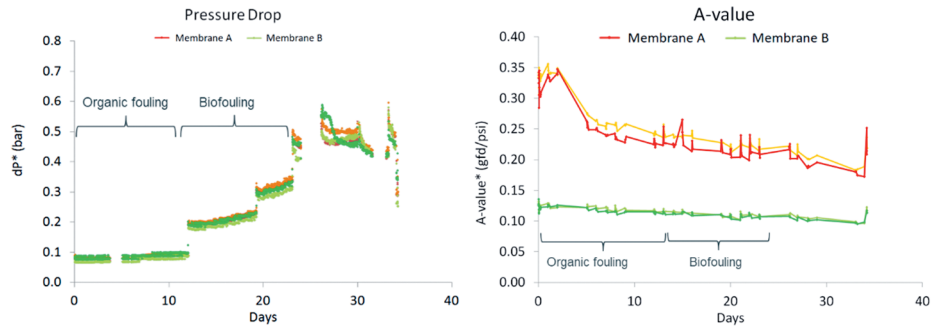 Pressure Drop
Membrane A Membrane B
0.8
0.7
0.6
0.5
0.4
0.3
0.2
0.1
0.0
dP* (bar)
Organic fouling Biofouling
0 10 20 30 40
Days
A-value
Membrane A Membrane B
0.40
0.35
0.30
0.25
0.20
0.15
0.10
0.05
0.00
A-value* (gfd/psi)
Organic fouling Biofouling
0 10 20 30 40
Days